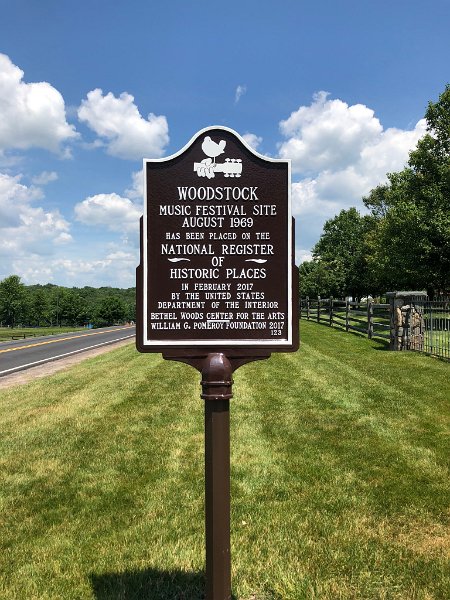 WOODSTOCK
MUSIC FESTIVAL SITE
AUGUST 1969
HAS BEEN PLACED ON THE
NATIONAL REGISTER
OF
HISTORIC PLACES
IN FEBRUARY 2017
BY THE UNITED STATES
DEPARTMENT OF THE INTERIOR
BETHEL WOODS CENTER FOR THE ARTS
WILLIAM G. POMEROY FOUNDATION 2017
123